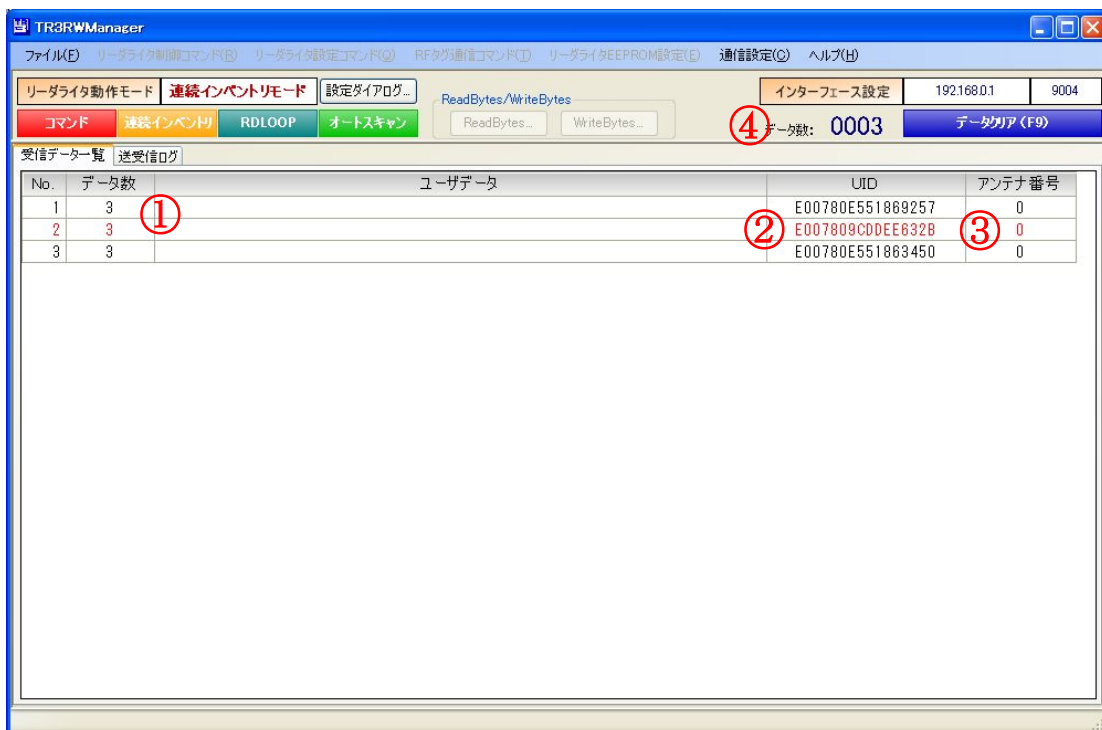 TR3RWManager
ファイル(F) リーダライタ制御コマンド(R) リーダライタ設定コマンド(Q) RFタグ通信コマンド(T) リーダライタEEPROM設定(E) 通信設定(C) ヘルプ(H)
リーダライタ動作モード 連続インベントリモード 設定ダイアログ... ReadBytes/WriteBytes インターフェース設定 192.168.0.1 9004
コマンド 連続インベントリ RDLOOP オートスキャン ReadBytes... WriteBytes... ④ データ数: 0003 データクリア(F9)
受信データ一覧 送受信ログ
No. データ数 ユーザデータ UID アンテナ番号
1 3 ① E00780E551869257 0
2 3 ② E007809CDDEE632B ③ 0
3 3 E00780E551863450 0